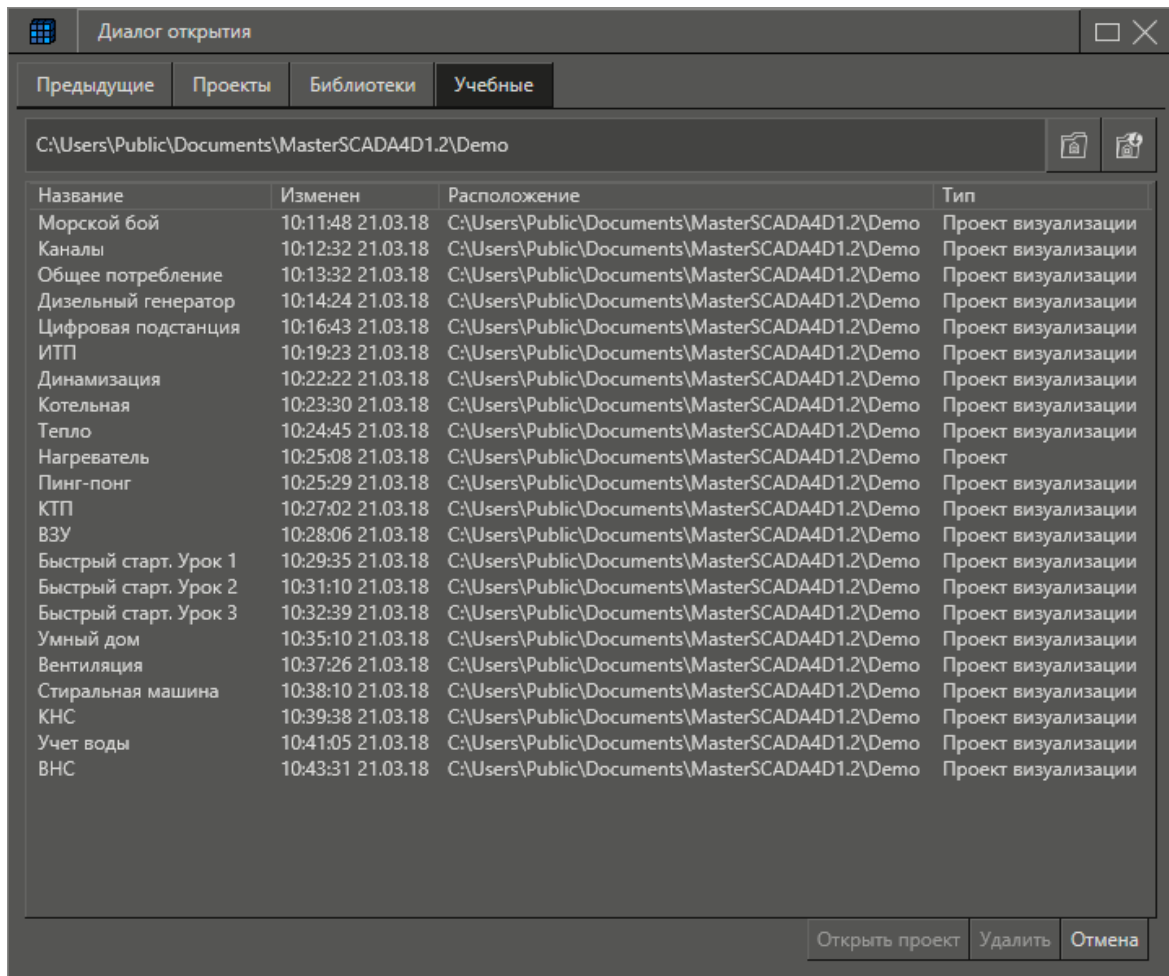 Диалог открытия
Предыдущие Проекты Библиотеки Учебные
C:\Users\Public\Documents\MasterSCADA4D1.2\Demo
Название Изменен Расположение Тип
Морской бой 10:11:48 21.03.18 C:\Users\Public\Documents\MasterSCADA4D1.2\Demo Проект визуализации
Каналы 10:12:32 21.03.18 C:\Users\Public\Documents\MasterSCADA4D1.2\Demo Проект визуализации
Общее потребление 10:13:32 21.03.18 C:\Users\Public\Documents\MasterSCADA4D1.2\Demo Проект визуализации
Дизельный генератор 10:14:24 21.03.18 C:\Users\Public\Documents\MasterSCADA4D1.2\Demo Проект визуализации
Цифровая подстанция 10:16:43 21.03.18 C:\Users\Public\Documents\MasterSCADA4D1.2\Demo Проект визуализации
ИТП 10:19:23 21.03.18 C:\Users\Public\Documents\MasterSCADA4D1.2\Demo Проект визуализации
Динамизация 10:22:22 21.03.18 C:\Users\Public\Documents\MasterSCADA4D1.2\Demo Проект визуализации
Котельная 10:23:30 21.03.18 C:\Users\Public\Documents\MasterSCADA4D1.2\Demo Проект визуализации
Тепло 10:24:45 21.03.18 C:\Users\Public\Documents\MasterSCADA4D1.2\Demo Проект визуализации
Нагреватель 10:25:08 21.03.18 C:\Users\Public\Documents\MasterSCADA4D1.2\Demo Проект
Пинг-понг 10:25:29 21.03.18 C:\Users\Public\Documents\MasterSCADA4D1.2\Demo Проект визуализации
КТП 10:27:02 21.03.18 C:\Users\Public\Documents\MasterSCADA4D1.2\Demo Проект визуализации
ВЗУ 10:28:06 21.03.18 C:\Users\Public\Documents\MasterSCADA4D1.2\Demo Проект визуализации
Быстрый старт. Урок 1 10:29:35 21.03.18 C:\Users\Public\Documents\MasterSCADA4D1.2\Demo Проект визуализации
Быстрый старт. Урок 2 10:31:10 21.03.18 C:\Users\Public\Documents\MasterSCADA4D1.2\Demo Проект визуализации
Быстрый старт. Урок 3 10:32:39 21.03.18 C:\Users\Public\Documents\MasterSCADA4D1.2\Demo Проект визуализации
Умный дом 10:35:10 21.03.18 C:\Users\Public\Documents\MasterSCADA4D1.2\Demo Проект визуализации
Вентиляция 10:37:26 21.03.18 C:\Users\Public\Documents\MasterSCADA4D1.2\Demo Проект визуализации
Стиральная машина 10:38:10 21.03.18 C:\Users\Public\Documents\MasterSCADA4D1.2\Demo Проект визуализации
КНС 10:39:38 21.03.18 C:\Users\Public\Documents\MasterSCADA4D1.2\Demo Проект визуализации
Учет воды 10:41:05 21.03.18 C:\Users\Public\Documents\MasterSCADA4D1.2\Demo Проект визуализации
ВНС 10:43:31 21.03.18 C:\Users\Public\Documents\MasterSCADA4D1.2\Demo Проект визуализации
Открыть проект Удалить Отмена